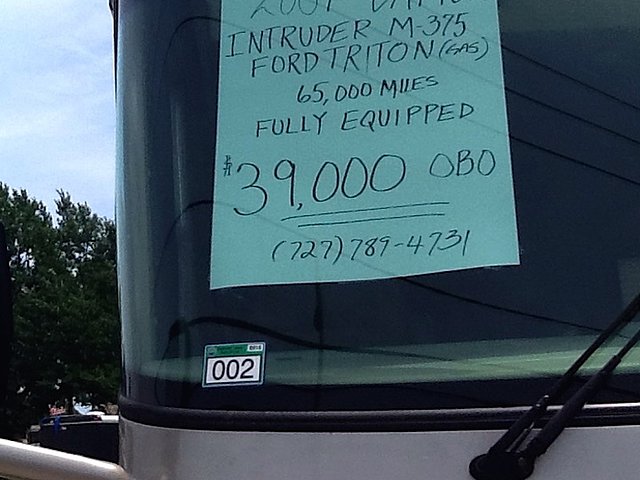 INTRUDER M-375
FORD TRITON (GAS)
65,000 MILES
FULLY EQUIPPED
$39,000 OBO
(727) 789-4731
002